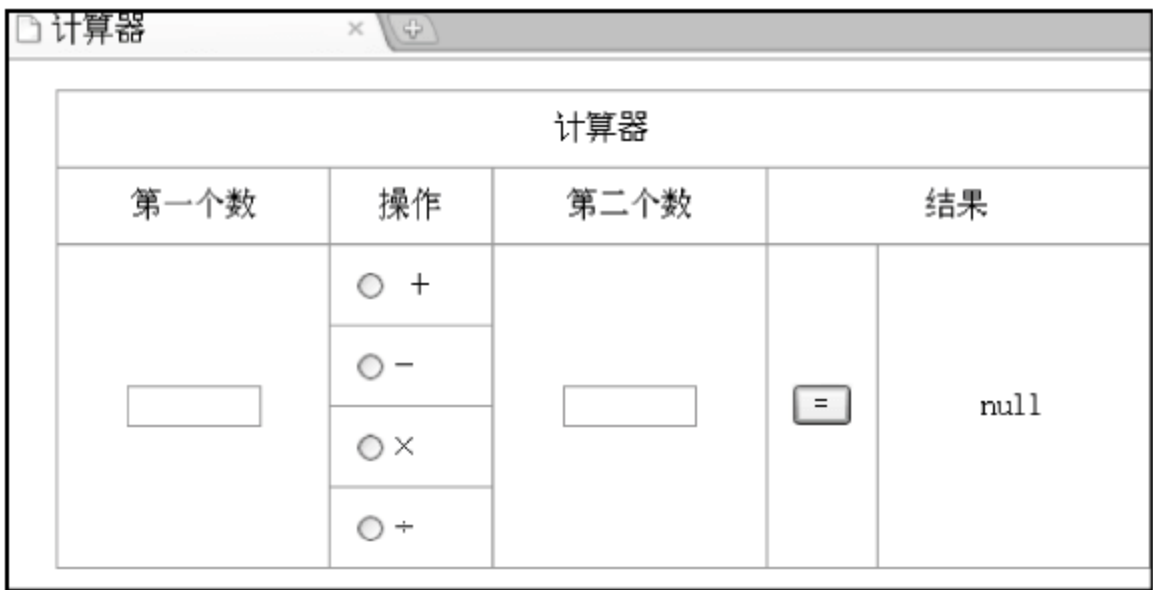 计算器
计算器
第一个数 操作 第二个数 结果
+
-
×
= null
÷